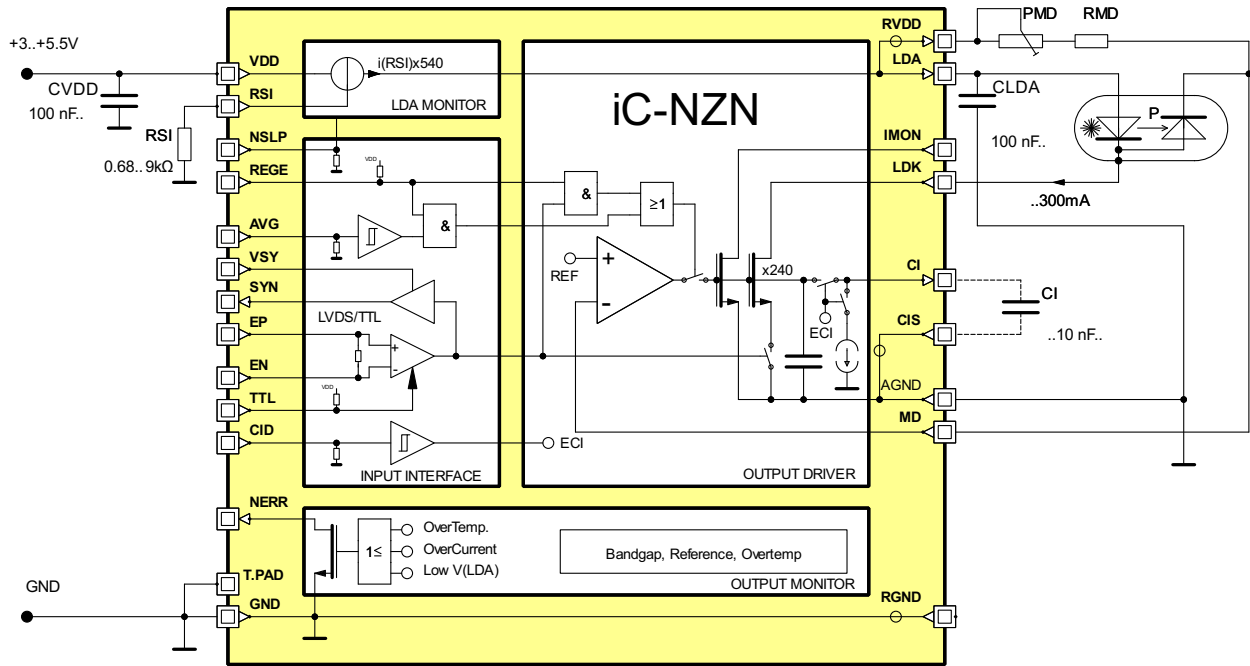 +3..+5.5V
CVDD
100 nF..
RSI
0.68..9kΩ
VDD
RSI
NSLP
REGE
AVG
VSY
SYN
EP
EN
TTL
CID
NERR
T.PAD
GND
GND
i(RSI)x540
LDA MONITOR
VDD
&
LVDS/TTL
+
-
VDD
ECI
INPUT INTERFACE
iC-NZN
&
≥1
REF
+
-
x240
ECI
OUTPUT DRIVER
1≤
OverTemp.
OverCurrent
Low V(LDA)
Bandgap, Reference, Overtemp
OUTPUT MONITOR
RVDD
LDA
IMON
LDK
CI
CIS
AGND
MD
RGND
PMD
RMD
CLDA
100 nF..
P
..300mA
CI
..10 nF..